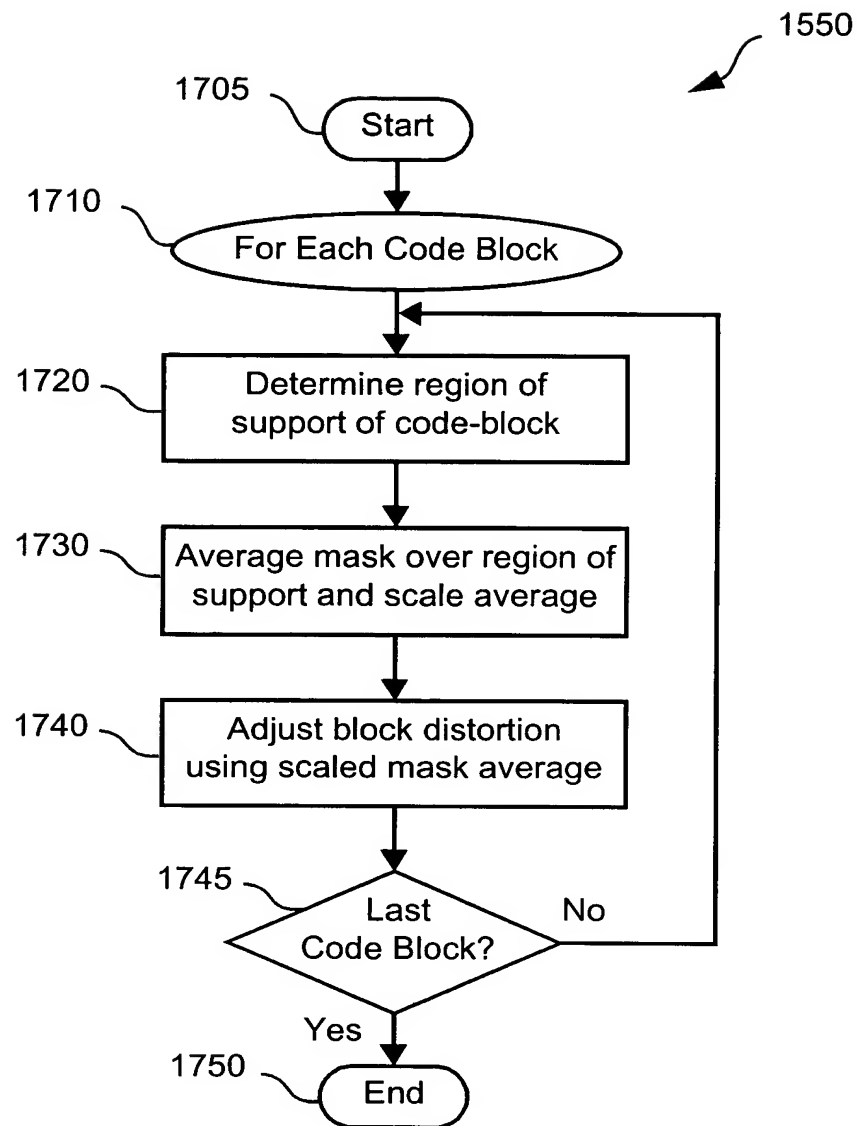 1550
1705
Start
1710
For Each Code Block
1720
Determine region of
support of code-block
1730
Average mask over region of
support and scale average
1740
Adjust block distortion
using scaled mask average
1745
Last
Code Block?
No
Yes
1750
End